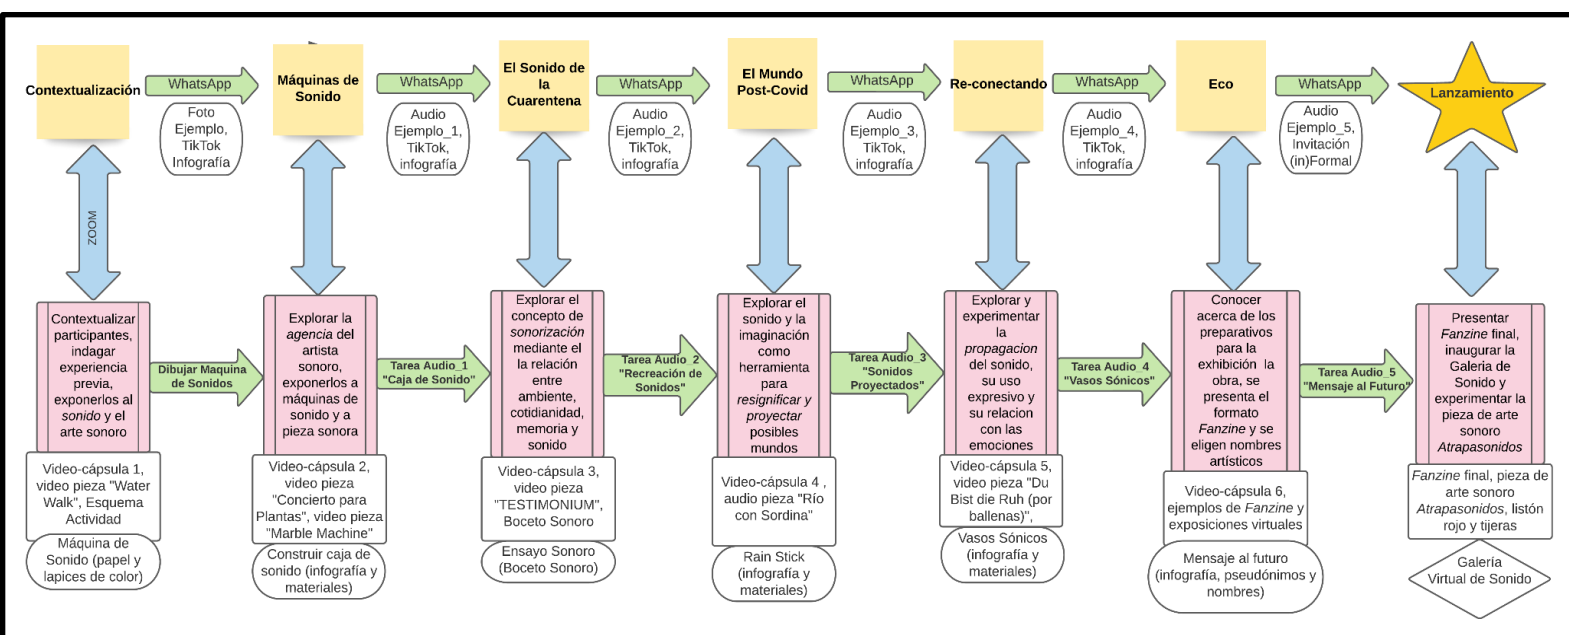 Contextualización
WhatsApp
Foto
Ejemplo,
TikTok
Infografía
Máquinas de
Sonido
WhatsApp
Audio
Ejemplo_1,
TikTok,
infografía
El Sonido de
la
Cuarentena
WhatsApp
Audio
Ejemplo_2,
TikTok,
infografía
El Mundo
Post-Covid
WhatsApp
Audio
Ejemplo_3,
TikTok,
infografía
Re-conectando
WhatsApp
Audio
Ejemplo_4,
TikTok,
infografía
Eco
WhatsApp
Audio
Ejemplo_5,
Invitación
(in)Formal
Lanzamiento
ZOOM
Contextualizar
participantes,
indagar
experiencia
previa,
exponerlos al
sonido y el
arte sonoro
Dibujar Maquina
de Sonidos
Explorar la
agencia del
artista
sonoro,
exponerlos a
máquinas de
sonido y a
pieza sonora
Tarea Audio_1
"Caja de Sonido"
Explorar el
concepto de
sonorización
mediante el
la relación
entre
ambiente,
cotidianidad,
memoria y
sonido
Tarea Audio_2
"Recreación de
Sonidos"
Explorar el
sonido y la
imaginación
como
herramienta
para
resignificar y
proyectar
posibles
mundos
Tarea Audio_3
"Sonidos
Proyectados"
Explorar y
experimentar
la
propagacion
del sonido,
su uso
expresivo y
su relacion
con las
emociones
Tarea Audio_4
"Vasos Sónicos"
Conocer
acerca de los
preparativos
para la
exhibición la
obra, se
presenta el
formato
Fanzine y se
eligen nombres
artísticos
Tarea Audio_5
"Mensaje al Futuro"
Presentar
Fanzine final,
inaugurar la
Galeria de
Sonido y
experimentar la
pieza de arte
sonoro
Atrapasonidos
Video-cápsula 1,
video pieza "Water
Walk", Esquema
Actividad
Máquina de
Sonido (papel y
lapices de color)
Video-cápsula 2,
video pieza
"Concierto para
Plantas", video pieza
"Marble Machine"
Construir caja de
sonido (infografía y
materiales)
Video-cápsula 3,
video pieza
"TESTIMONIUM",
Boceto Sonoro
Ensayo Sonoro
(Boceto Sonoro)
Video-cápsula 4 ,
audio pieza "Río
con Sordina"
Rain Stick
(infografía y
materiales)
Video-cápsula 5,
video pieza "Du
Bist die Ruh (por
ballenas)",
Vasos Sónicos
(infografía y
materiales)
Video-cápsula 6,
ejemplos de Fanzine y
exposiciones virtuales
Mensaje al futuro
(infografía, pseudónimos y
nombres)
Fanzine final, pieza de
arte sonoro
Atrapasonidos, listón
rojo y tijeras
Galería
Virtual de Sonido